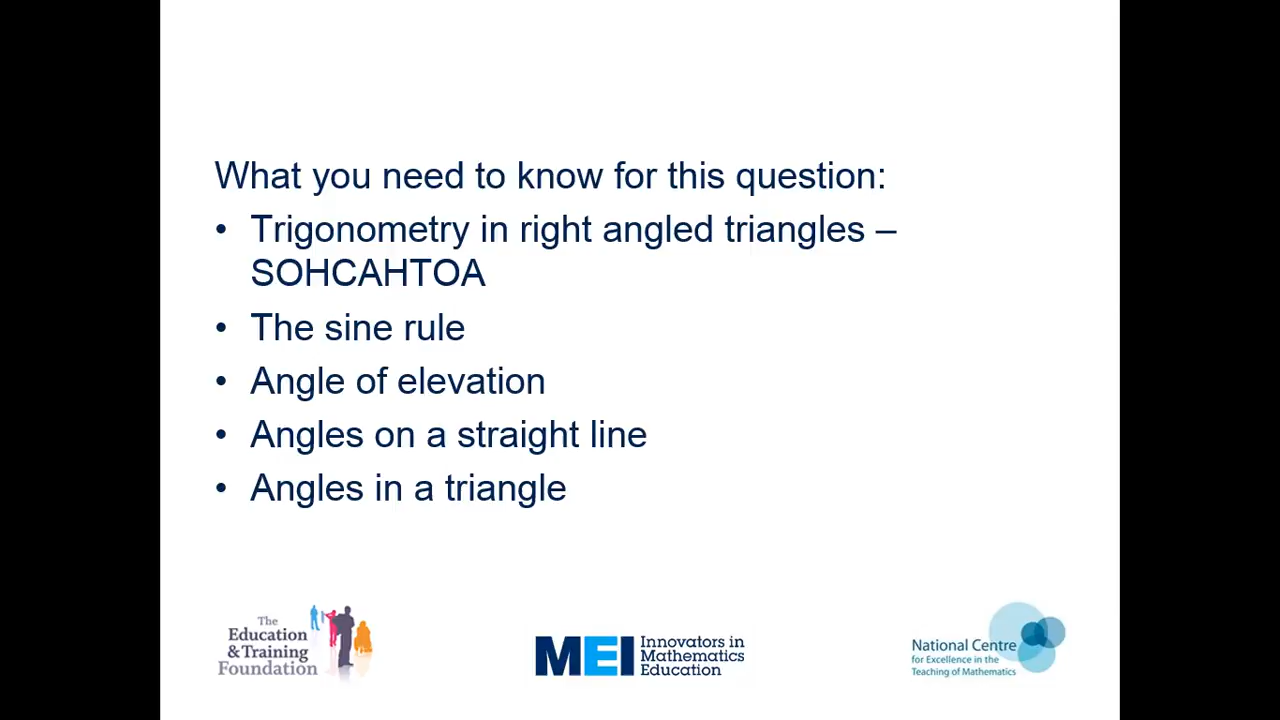 What you need to know for this question:
• Trigonometry in right angled triangles –
SOHCAHTOA
• The sine rule
• Angle of elevation
• Angles on a straight line
• Angles in a triangle
The
Education
& Training
Foundation
MEI
Innovators in
Mathematics
Education
National Centre
for Excellence in the
Teaching of Mathematics